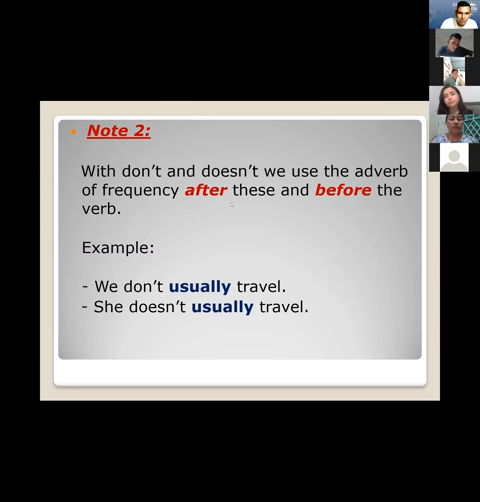 Note 2:
With don’t and doesn’t we use the adverb
of frequency after these and before the
verb.
Example:
- We don’t usually travel.
- She doesn’t usually travel.